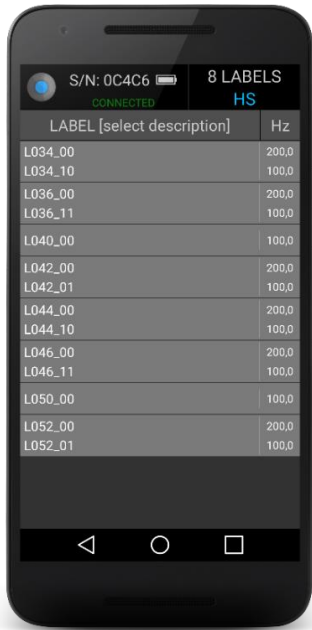 S/N: 0C4C6
8 LABELS
CONNECTED
HS
LABEL [select description] Hz
L034_00 200,0
L034_10 100,0
L036_00 200,0
L036_11 100,0
L040_00 100,0
L042_00 200,0
L042_01 100,0
L044_00 200,0
L044_10 100,0
L046_00 200,0
L046_11 100,0
L050_00 100,0
L052_00 200,0
L052_01 100,0